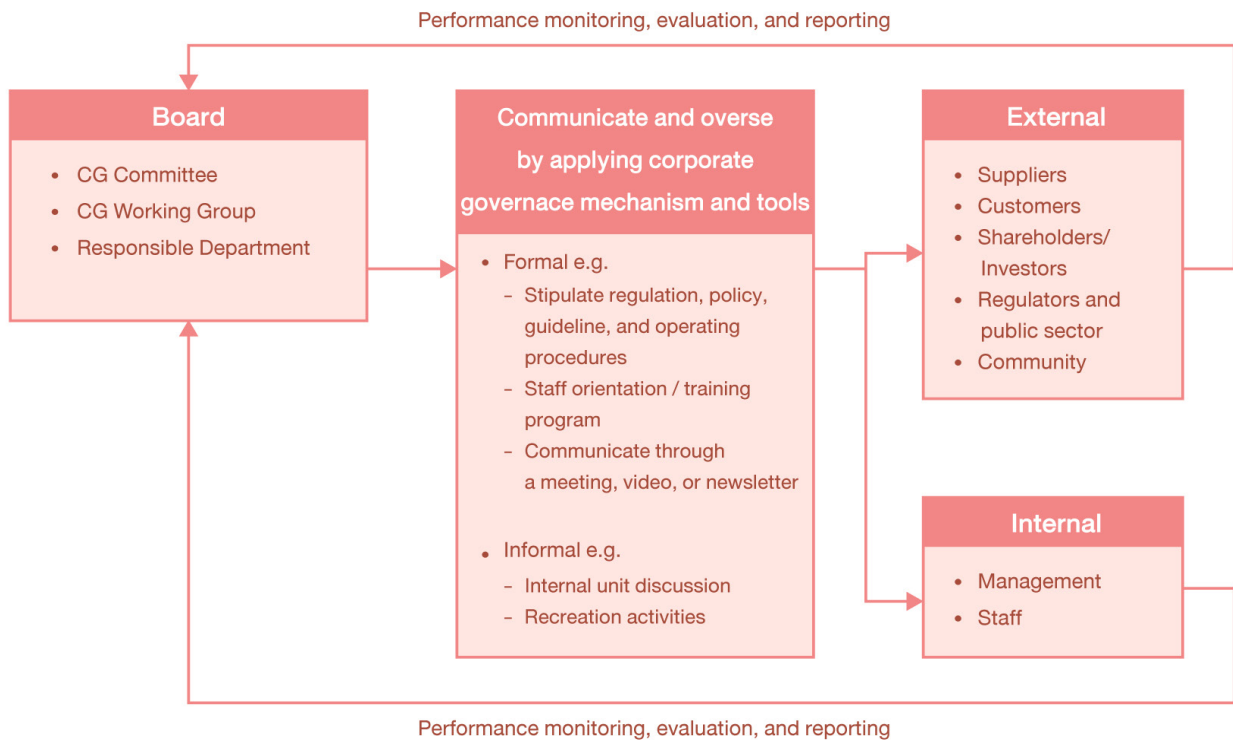 Performance monitoring, evaluation, and reporting
Board
• CG Committee
• CG Working Group
• Responsible Department
Communicate and overse
by applying corporate
governace mechanism and tools
• Formal e.g.
- Stipulate regulation, policy,
guideline, and operating
procedures
- Staff orientation / training
program
- Communicate through
a meeting, video, or newsletter
• Informal e.g.
- Internal unit discussion
- Recreation activities
External
• Suppliers
• Customers
• Shareholders/
Investors
• Regulators and
public sector
• Community
Internal
• Management
• Staff
Performance monitoring, evaluation, and reporting